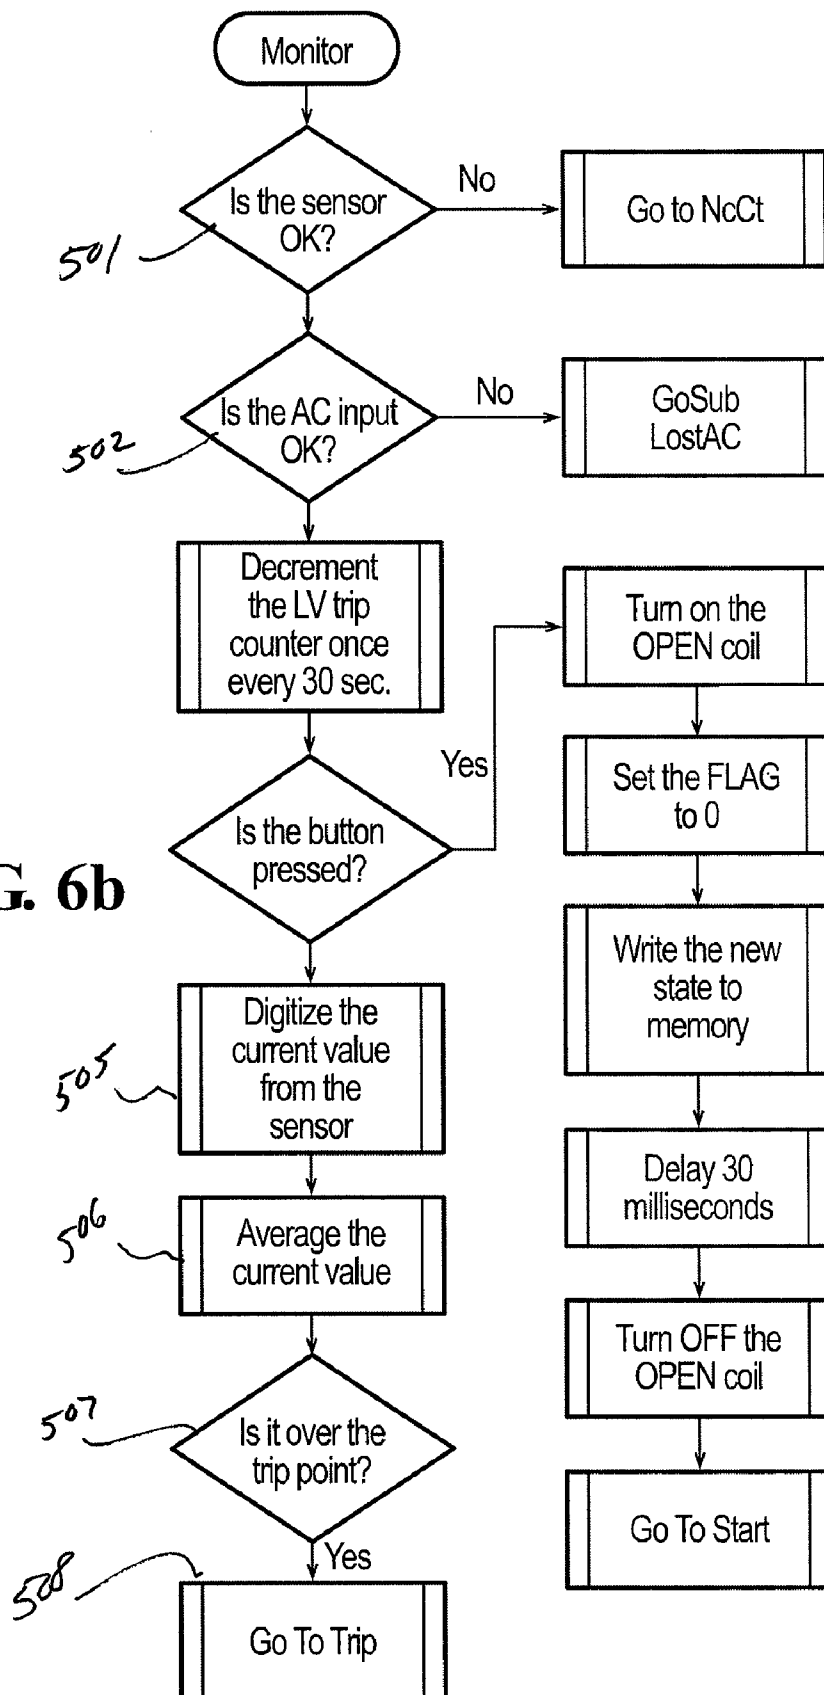 Monitor
Is the sensor
OK?
No
Go to NcCt
501
Is the AC input
OK?
No
GoSub
LostAC
502
Decrement
the LV trip
counter once
every 30 sec.
Is the button
pressed?
Yes
Turn on the
OPEN coil
Set the FLAG
to 0
Write the new
state to
memory
Delay 30
milliseconds
Turn OFF the
OPEN coil
Go To Start
G. 6b
Digitize the
current value
from the
sensor
505
Average the
current value
506
Is it over the
trip point?
507
Yes
Go To Trip
508